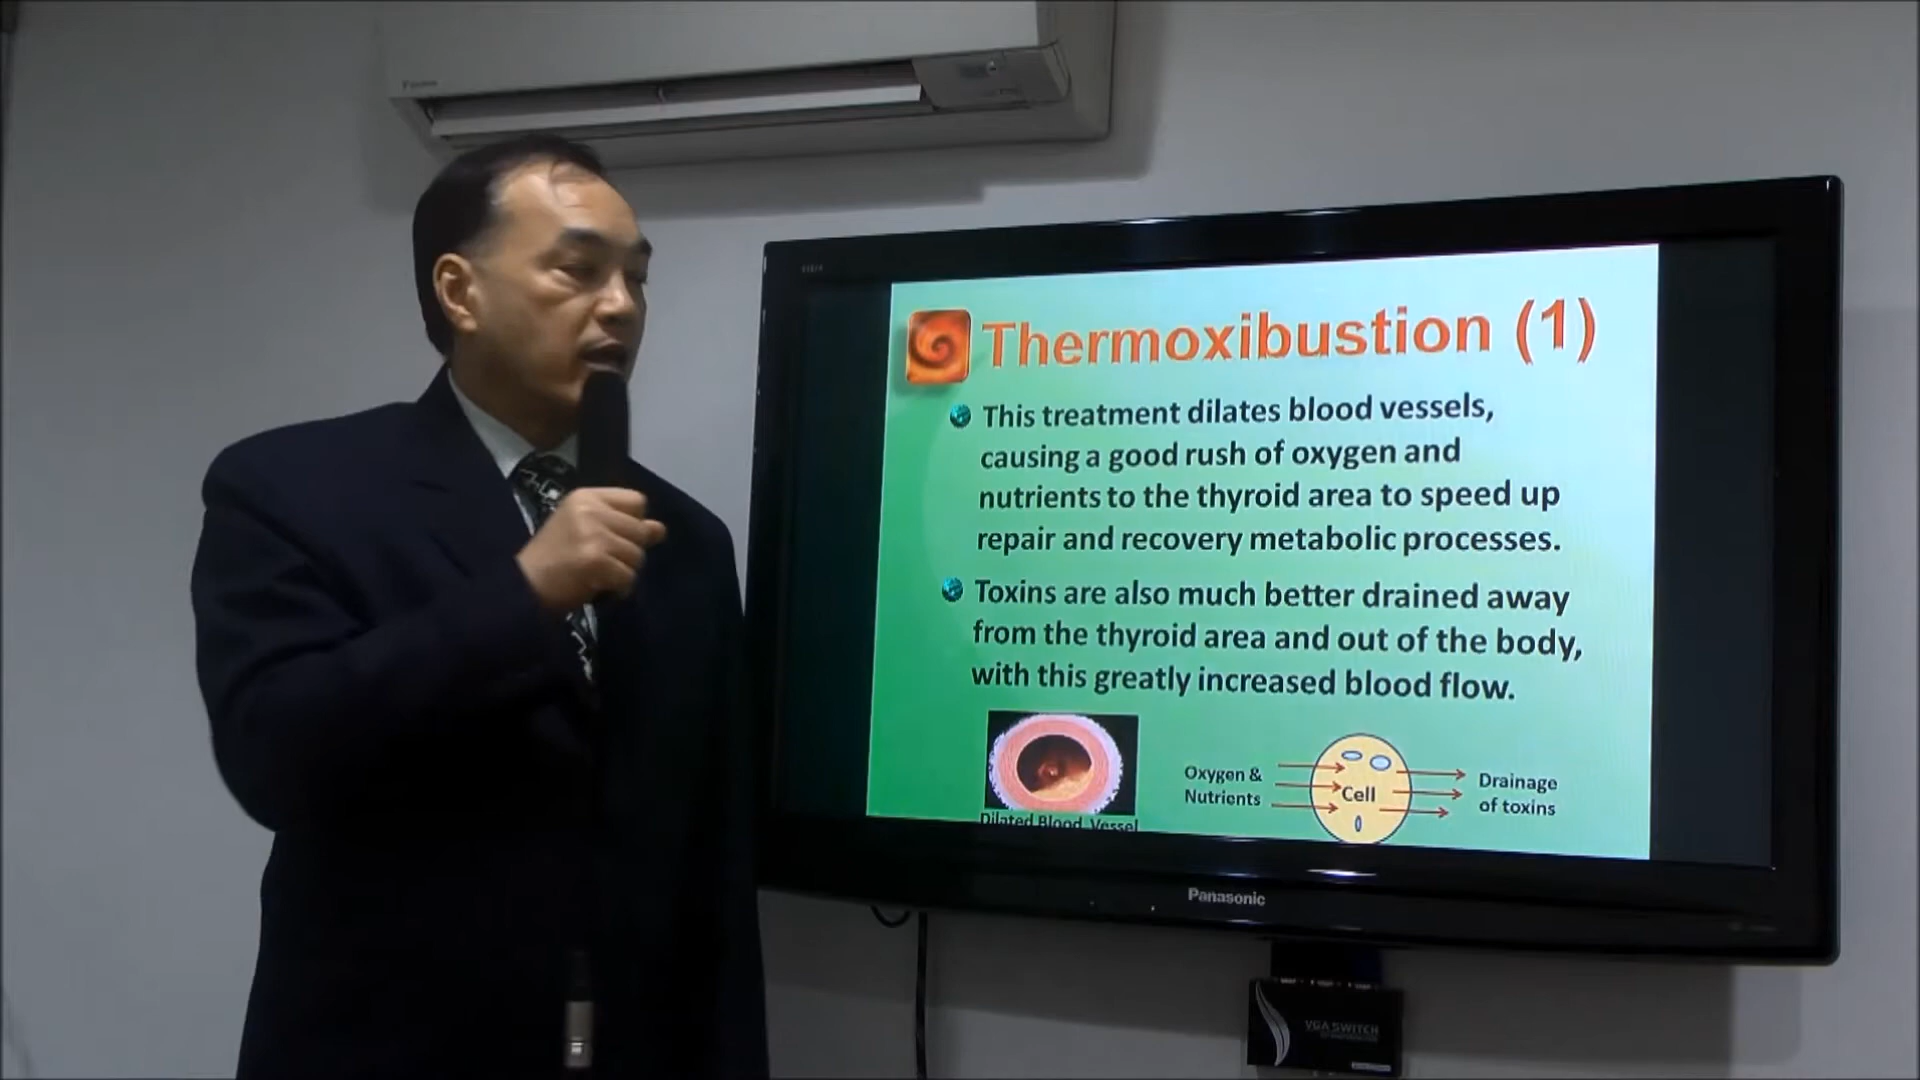 Thermoxibustion (1)
This treatment dilates blood vessels,
causing a good rush of oxygen and
nutrients to the thyroid area to speed up
repair and recovery metabolic processes.
Toxins are also much better drained away
from the thyroid area and out of the body,
with this greatly increased blood flow.
Dilated Blood Vessel
Oxygen &
Nutrients
Cell
Drainage
of toxins
Panasonic
VGA SWITCH